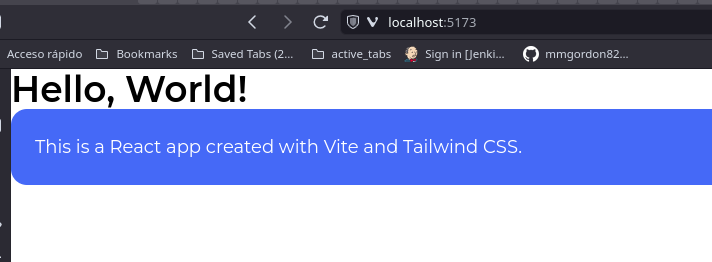 localhost:5173
Acceso rápido Bookmarks Saved Tabs (2... active_tabs Sign in [Jenki... mmgordon82...
Hello, World!
This is a React app created with Vite and Tailwind CSS.